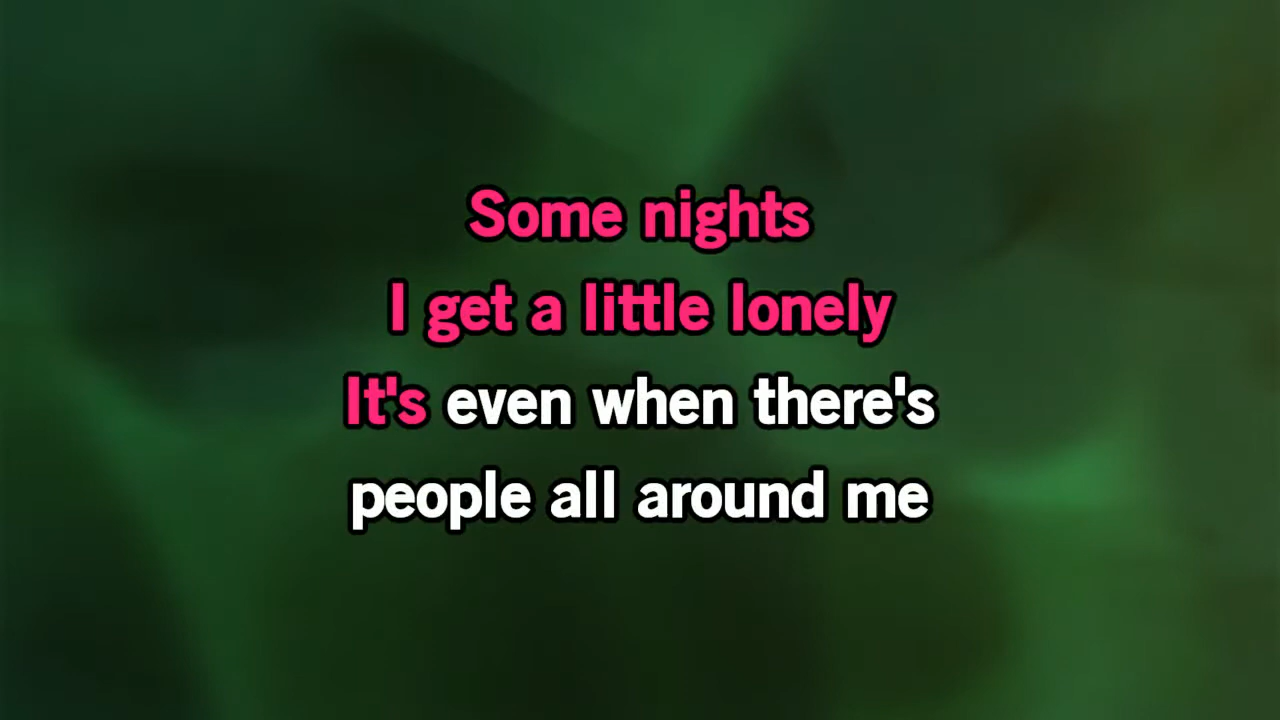 Some nights
I get a little lonely
It's even when there's
people all around me